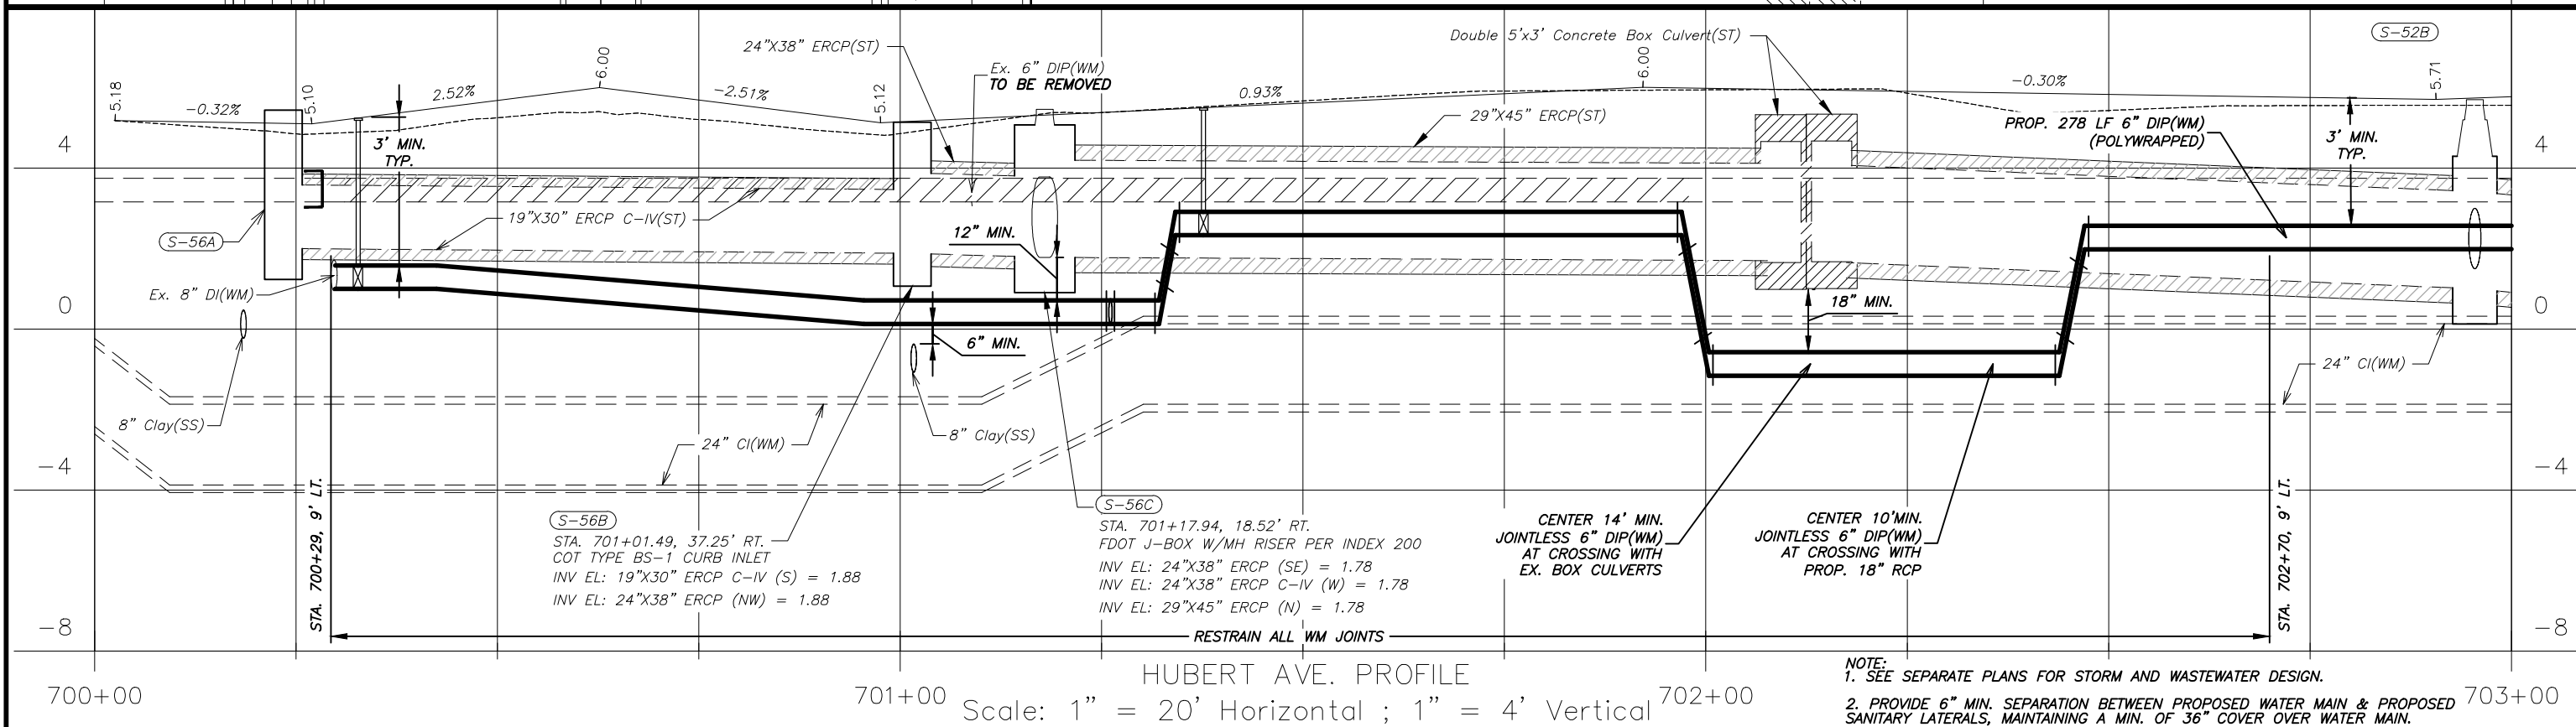 24"X38" ERCP(ST)
Double 5'x3' Concrete Box Culvert(ST)
S-52B
Ex. 6" DIP(WM)
TO BE REMOVED
5.18
-0.32%
5.10
2.52%
6.00
-2.51%
5.12
0.93%
6.00
-0.30%
5.71
29"X45" ERCP(ST)
PROP. 278 LF 6" DIP(WM)
(POLYWRAPPED)
3' MIN.
TYP.
3' MIN.
TYP.
4
4
19"X30" ERCP C-IV(ST)
S-56A
12" MIN.
Ex. 8" DI(WM)
18" MIN.
0
0
6" MIN.
24" CI(WM)
8" Clay(SS)
8" Clay(SS)
24" CI(WM)
-4
-4
STA. 700+29, 9' LT.
STA. 702+70, 9' LT.
S-56B
STA. 701+01.49, 37.25' RT.
COT TYPE BS-1 CURB INLET
INV EL: 19"X30" ERCP C-IV (S) = 1.88
INV EL: 24"X38" ERCP (NW) = 1.88
S-56C
STA. 701+17.94, 18.52' RT.
FDOT J-BOX W/MH RISER PER INDEX 200
INV EL: 24"X38" ERCP (SE) = 1.78
INV EL: 24"X38" ERCP C-IV (W) = 1.78
INV EL: 29"X45" ERCP (N) = 1.78
CENTER 14' MIN.
JOINTLESS 6" DIP(WM)
AT CROSSING WITH
EX. BOX CULVERTS
CENTER 10'MIN.
JOINTLESS 6" DIP(WM)
AT CROSSING WITH
PROP. 18" RCP
-8
-8
RESTRAIN ALL WM JOINTS
700+00
701+00
702+00
703+00
HUBERT AVE. PROFILE
Scale: 1" = 20' Horizontal ; 1" = 4' Vertical
NOTE:
1. SEE SEPARATE PLANS FOR STORM AND WASTEWATER DESIGN.
2. PROVIDE 6" MIN. SEPARATION BETWEEN PROPOSED WATER MAIN & PROPOSED
SANITARY LATERALS, MAINTAINING A MIN. OF 36" COVER OVER WATER MAIN.